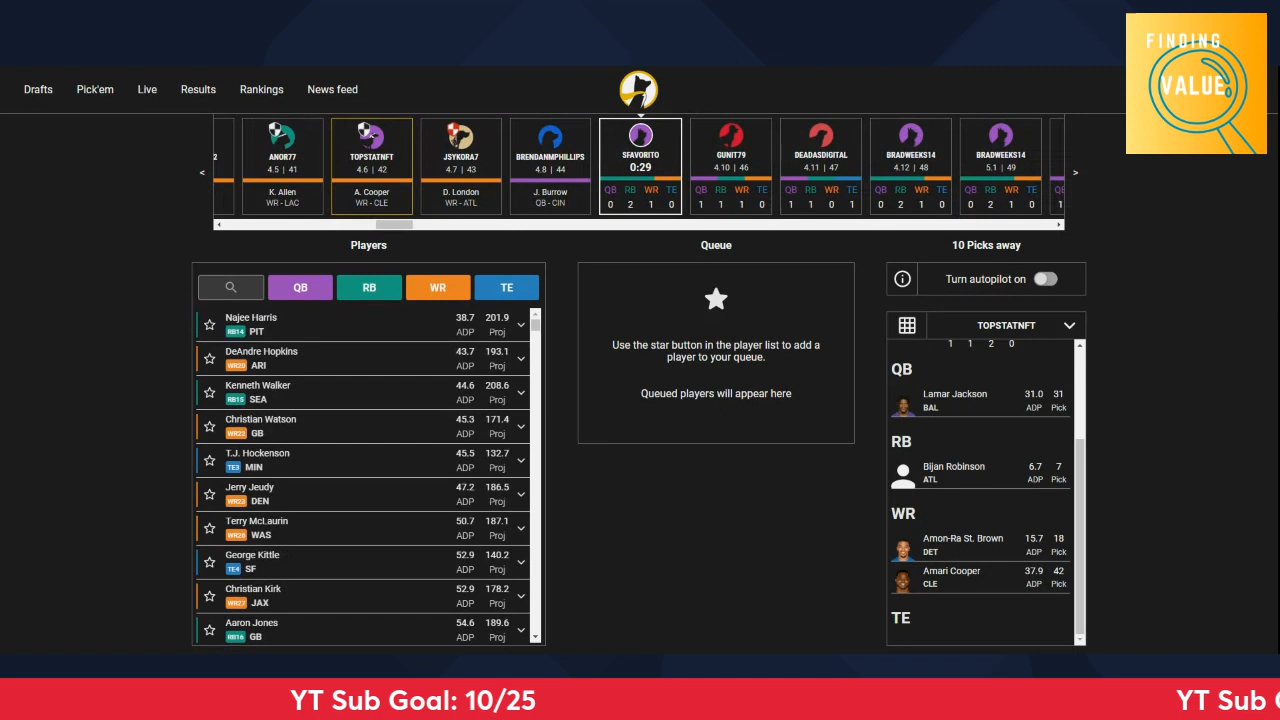 FINDING
VALUE
Drafts Pick'em Live Results Rankings News feed
2
ANOR77
4.5 | 41
K. Allen
WR - LAC
TOPSTATNFT
4.6 | 42
A. Cooper
WR - CLE
JSYKORA7
4.7 | 43
D. London
WR - ATL
BRENDANMPHILLIPS
4.8 | 44
J. Burrow
QB - CIN
SFAVORITO
0:29
QB RB WR TE
0 2 1 0
GUNIT79
4.10 | 46
QB RB WR TE
1 1 1 0
DEADASDIGITAL
4.11 | 47
QB RB WR TE
1 1 0 1
BRADWEEKS14
4.12 | 48
QB RB WR TE
0 2 1 0
BRADWEEKS14
5.1 | 49
QB RB WR TE
0 2 1 0
Players
QB RB WR TE
Najee Harris 38.7 201.9
RB14 PIT ADP Proj
DeAndre Hopkins 43.7 193.1
WR20 ARI ADP Proj
Kenneth Walker 44.6 208.6
RB15 SEA ADP Proj
Christian Watson 45.3 171.4
WR22 GB ADP Proj
T.J. Hockenson 45.5 132.7
TE3 MIN ADP Proj
Jerry Jeudy 47.2 186.5
WR23 DEN ADP Proj
Terry McLaurin 50.7 187.1
WR26 WAS ADP Proj
George Kittle 52.9 140.2
TE4 SF ADP Proj
Christian Kirk 52.9 178.2
WR27 JAX ADP Proj
Aaron Jones 54.6 189.6
RB16 GB ADP Proj
Queue
Use the star button in the player list to add a
player to your queue.
Queued players will appear here
10 Picks away
Turn autopilot on
TOPSTATNFT
1 1 2 0
QB
Lamar Jackson 31.0 31
BAL ADP Pick
RB
Bijan Robinson 6.7 7
ATL ADP Pick
WR
Amon-Ra St. Brown 15.7 18
DET ADP Pick
Amari Cooper 37.9 42
CLE ADP Pick
TE
YT Sub Goal: 10/25 YT Sub G